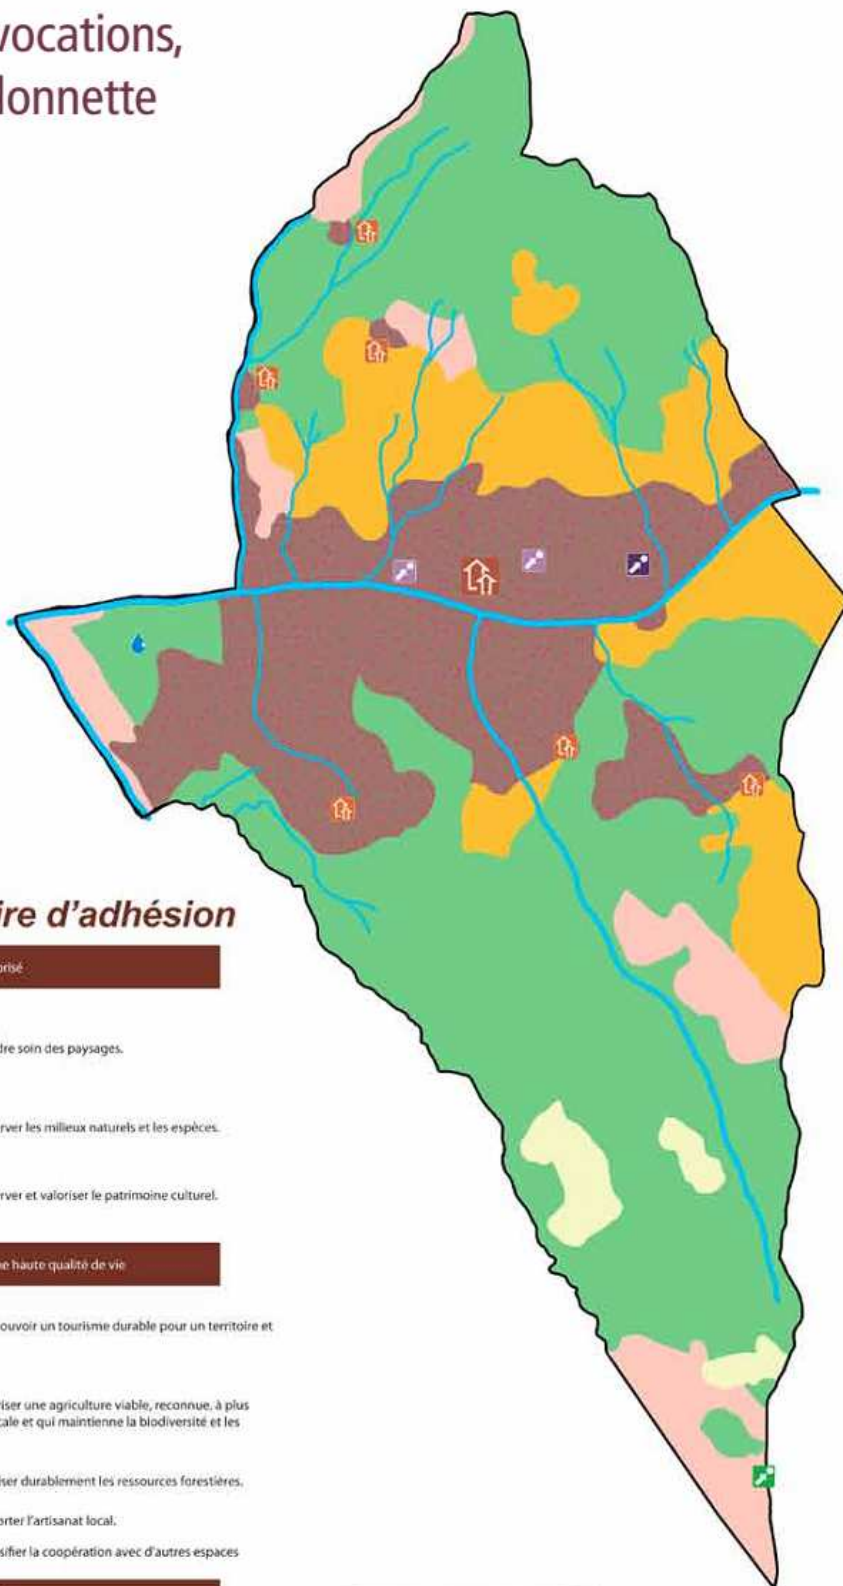 vocations,
lonnette
ire d'adhésion
orisé
dre soin des paysages.
rver les milieux naturels et les espèces.
rver et valoriser le patrimoine culturel.
ne haute qualité de vie
ouvoir un tourisme durable pour un territoire et
riser une agriculture viable, reconnue, à plus
cale et qui maintienne la biodiversité et les
iser durablement les ressources forestières.
orter l'artisanat local.
sifier la coopération avec d'autres espaces